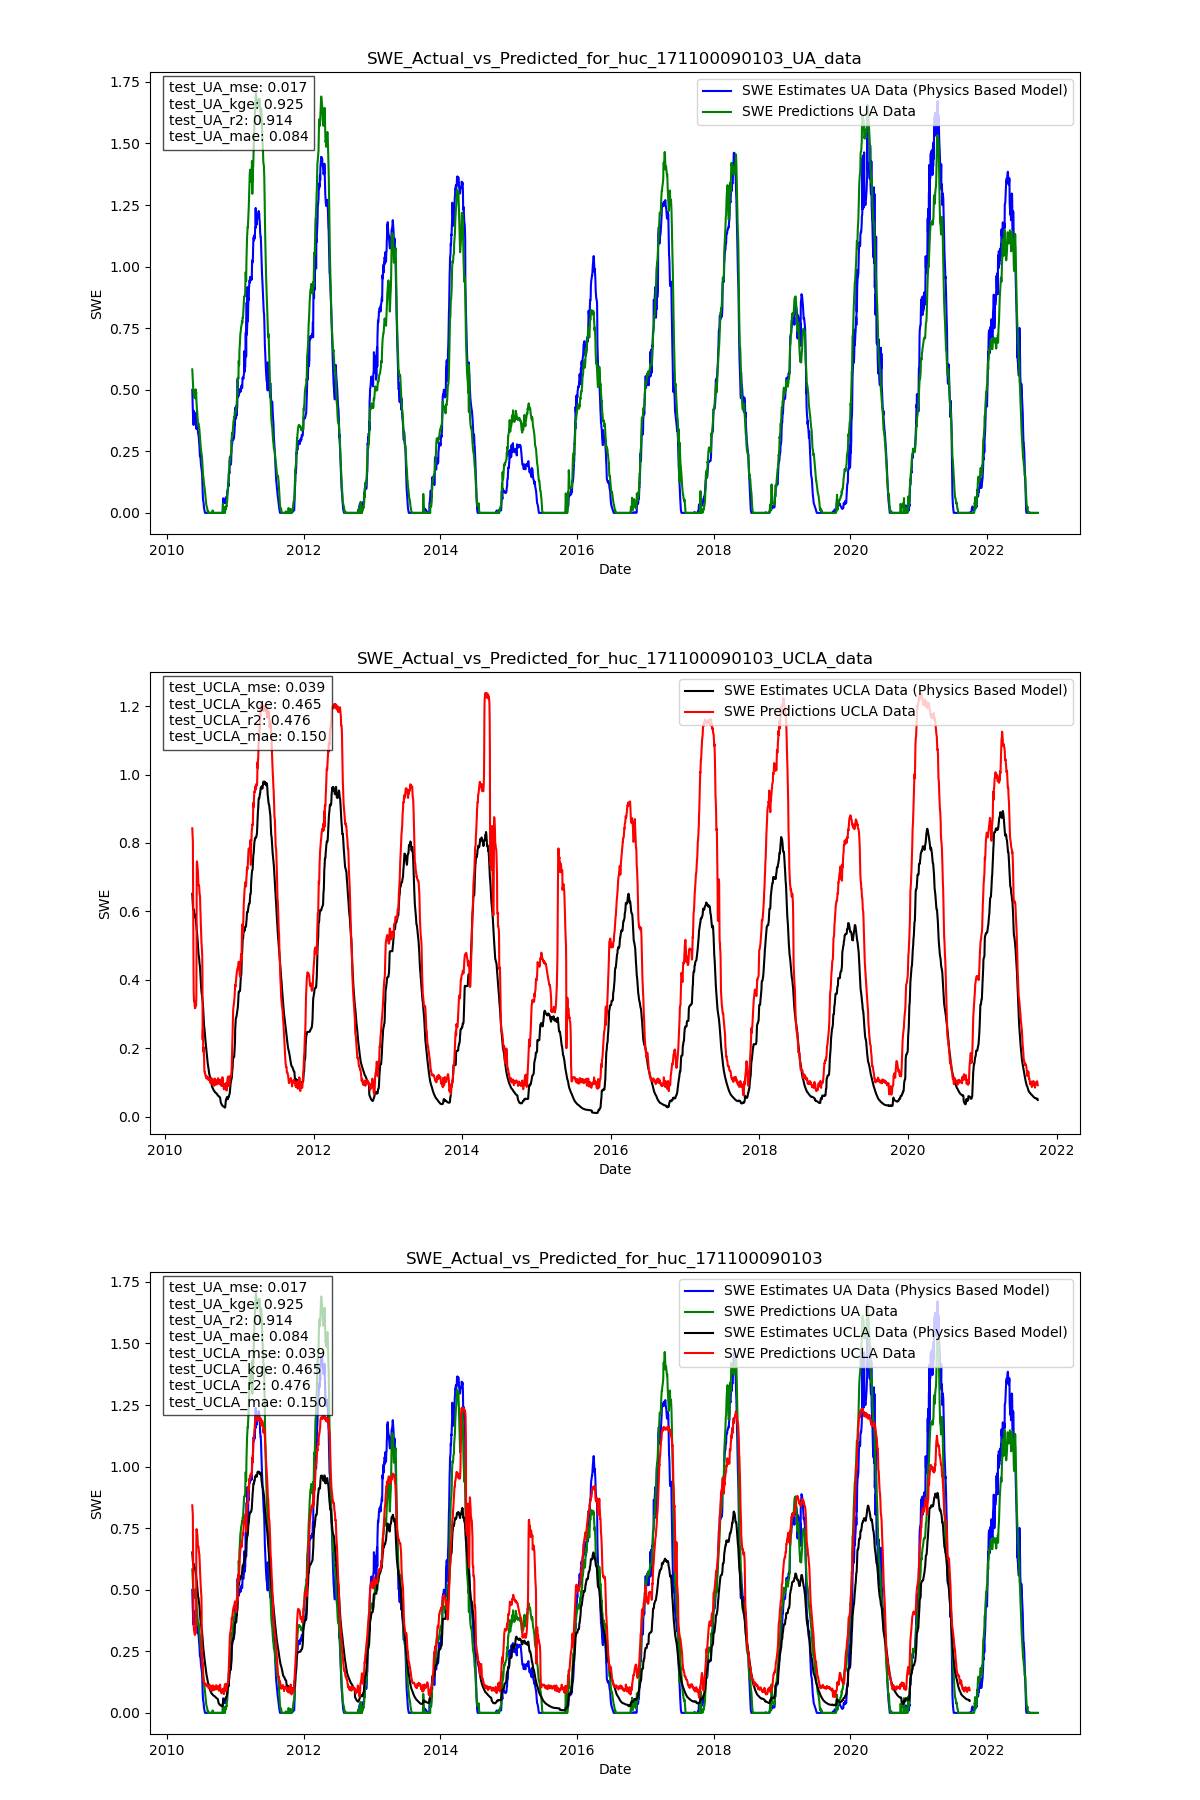 SWE_Actual_vs_Predicted_for_huc_171100090103_UA_data
test_UA_mse: 0.017
test_UA_kge: 0.925
test_UA_r2: 0.914
test_UA_mae: 0.084
SWE Estimates UA Data (Physics Based Model)
SWE Predictions UA Data
1.75
1.50
1.25
1.00
0.75
0.50
0.25
0.00
SWE
2010 2012 2014 2016 2018 2020 2022
Date
SWE_Actual_vs_Predicted_for_huc_171100090103_UCLA_data
test_UCLA_mse: 0.039
test_UCLA_kge: 0.465
test_UCLA_r2: 0.476
test_UCLA_mae: 0.150
SWE Estimates UCLA Data (Physics Based Model)
SWE Predictions UCLA Data
1.2
1.0
0.8
0.6
0.4
0.2
0.0
SWE
2010 2012 2014 2016 2018 2020 2022
Date
SWE_Actual_vs_Predicted_for_huc_171100090103
test_UA_mse: 0.017
test_UA_kge: 0.925
test_UA_r2: 0.914
test_UA_mae: 0.084
test_UCLA_mse: 0.039
test_UCLA_kge: 0.465
test_UCLA_r2: 0.476
test_UCLA_mae: 0.150
SWE Estimates UA Data (Physics Based Model)
SWE Predictions UA Data
SWE Estimates UCLA Data (Physics Based Model)
SWE Predictions UCLA Data
1.75
1.50
1.25
1.00
0.75
0.50
0.25
0.00
SWE
2010 2012 2014 2016 2018 2020 2022
Date